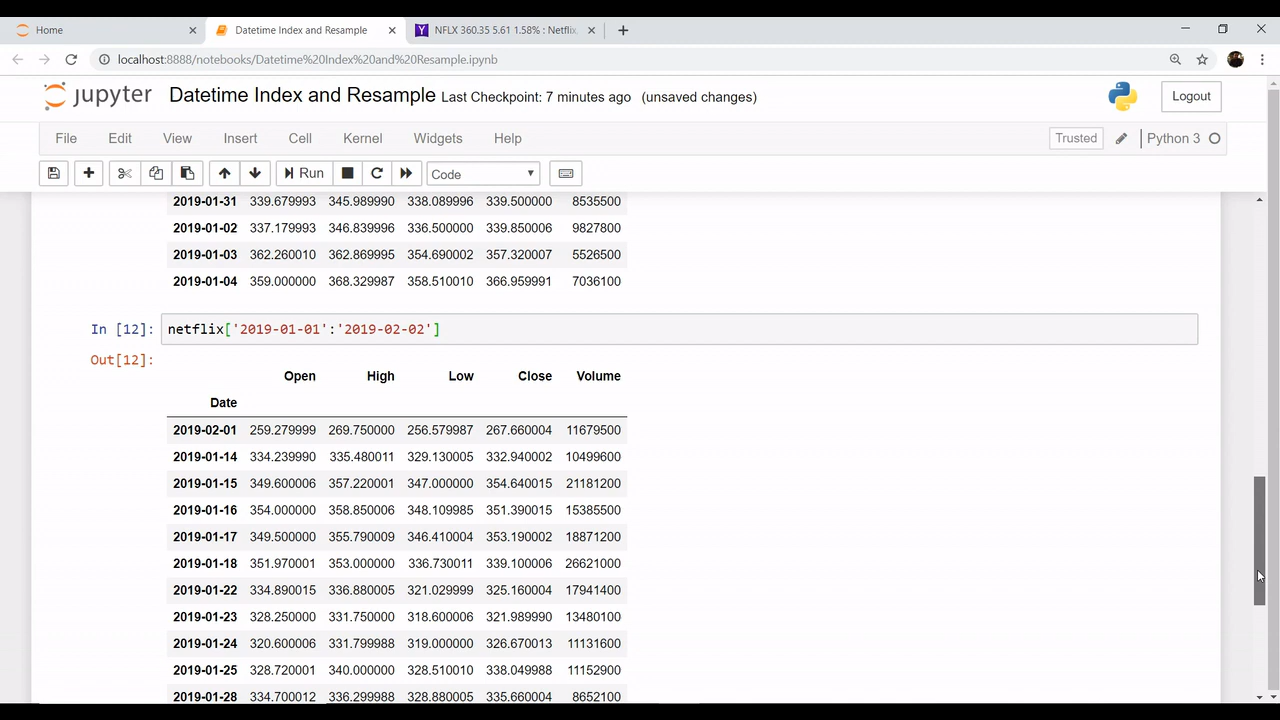 Home
Datetime Index and Resample
NFLX 360.35 5.61 1.58% : Netflix
localhost:8888/notebooks/Datetime%20Index%20and%20Resample.ipynb
jupyter Datetime Index and Resample Last Checkpoint: 7 minutes ago (unsaved changes)
Logout
File Edit View Insert Cell Kernel Widgets Help
Trusted Python 3
Run Code
2019-01-31 339.679993 345.989990 338.089996 339.500000 8535500
2019-01-02 337.179993 346.839996 336.500000 339.850006 9827800
2019-01-03 362.260010 362.869995 354.690002 357.320007 5526500
2019-01-04 359.000000 368.329987 358.510010 366.959991 7036100
In [12]: netflix['2019-01-01':'2019-02-02']
Out[12]:
Open High Low Close Volume
Date
2019-02-01 259.279999 269.750000 256.579987 267.660004 11679500
2019-01-14 334.239990 335.480011 329.130005 332.940002 10499600
2019-01-15 349.600006 357.220001 347.000000 354.640015 21181200
2019-01-16 354.000000 358.850006 348.109985 351.390015 15385500
2019-01-17 349.500000 355.790009 346.410004 353.190002 18871200
2019-01-18 351.970001 353.000000 336.730011 339.100006 26621000
2019-01-22 334.890015 336.880005 321.029999 325.160004 17941400
2019-01-23 328.250000 331.750000 318.600006 321.989990 13480100
2019-01-24 320.600006 331.799988 319.000000 326.670013 11131600
2019-01-25 328.720001 340.000000 328.510010 338.049988 11152900
2019-01-28 334.700012 336.299988 328.880005 335.660004 8652100